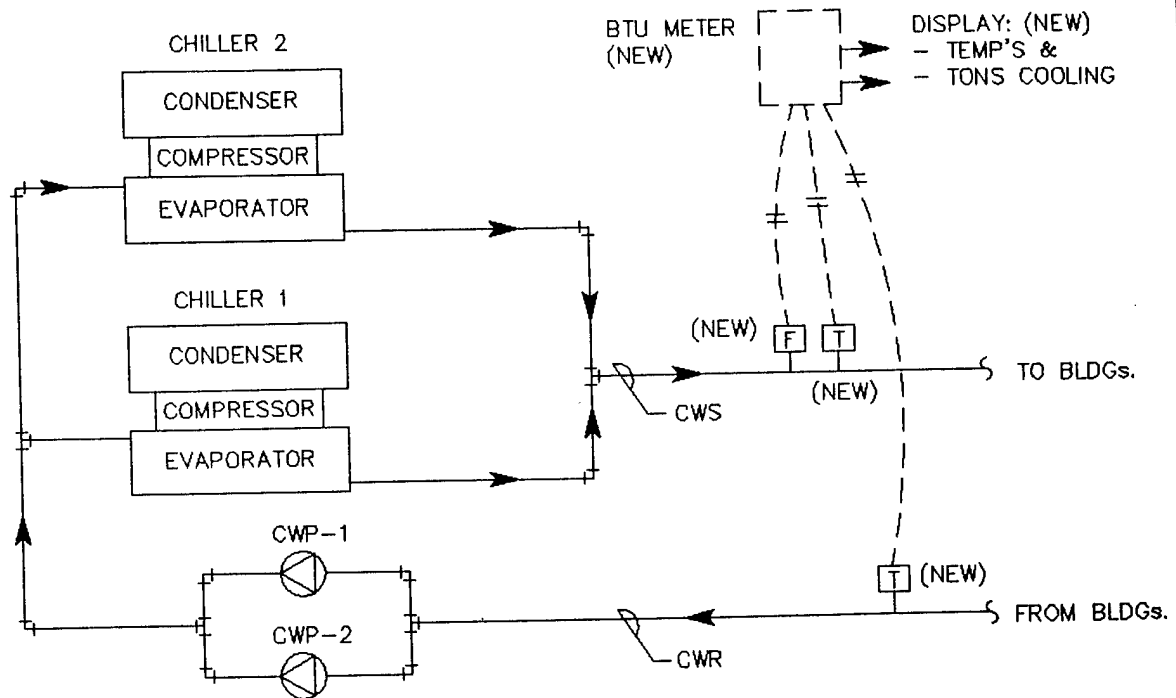 CHILLER 2
CONDENSER
COMPRESSOR
EVAPORATOR
BTU METER
(NEW)
DISPLAY: (NEW)
- TEMP'S &
- TONS COOLING
CHILLER 1
CONDENSER
COMPRESSOR
EVAPORATOR
(NEW)
F
T
(NEW)
TO BLDGs.
CWS
CWP-1
CWP-2
T
(NEW)
FROM BLDGs.
CWR